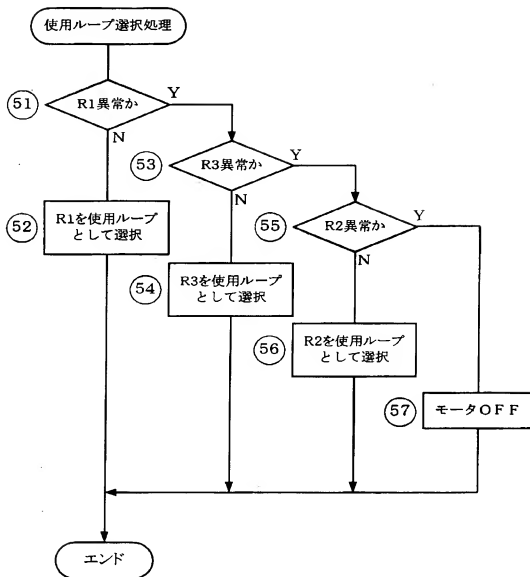 使用ループ選択処理
51
R1異常か
Y
N
53
R3異常か
Y
N
52
R1を使用ループ
として選択
55
R2異常か
Y
N
54
R3を使用ループ
として選択
56
R2を使用ループ
として選択
57
モータOFF
エンド